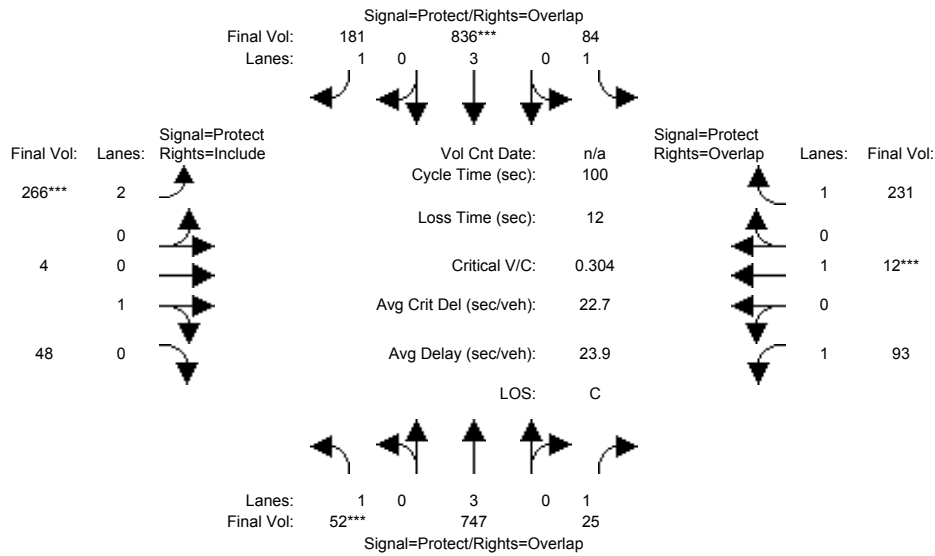 Signal=Protect/Rights=Overlap
Final Vol: 181 836*** 84
Lanes: 1 0 3 0 1
Signal=Protect
Final Vol: Lanes: Rights=Include
Vol Cnt Date: n/a
Signal=Protect
Rights=Overlap Lanes: Final Vol:
Cycle Time (sec): 100
266*** 2
1 231
Loss Time (sec): 12
0
0
4 0
Critical V/C: 0.304
1 12***
1
Avg Crit Del (sec/veh): 22.7
0
48 0
Avg Delay (sec/veh): 23.9
1 93
LOS: C
Lanes: 1 0 3 0 1
Final Vol: 52*** 747 25
Signal=Protect/Rights=Overlap